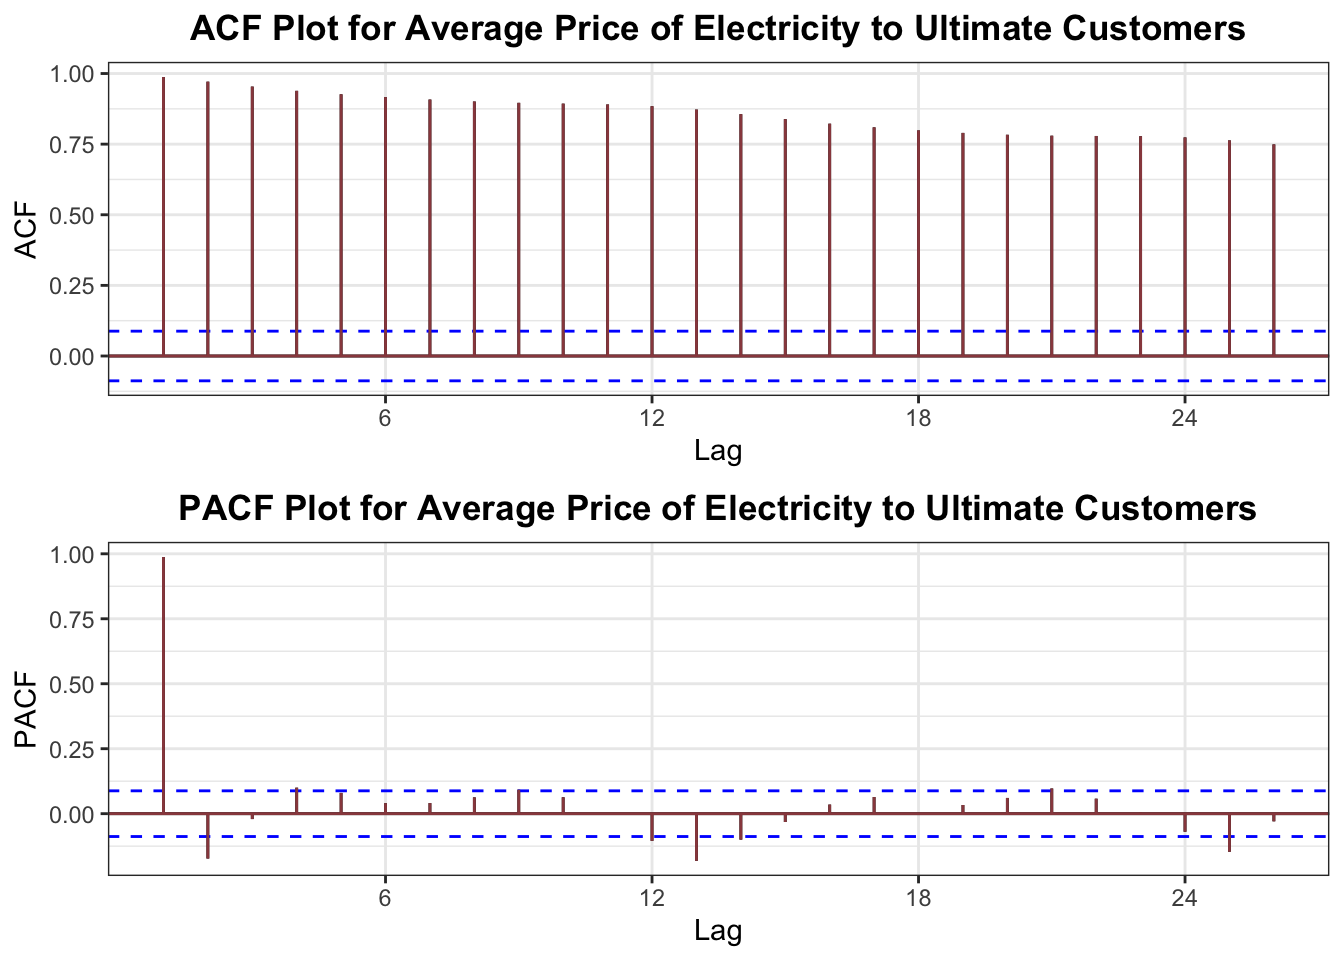 ACF Plot for Average Price of Electricity to Ultimate Customers
1.00
0.75
0.50
0.25
0.00
ACF
6 12 18 24
Lag
PACF Plot for Average Price of Electricity to Ultimate Customers
1.00
0.75
0.50
0.25
0.00
PACF
6 12 18 24
Lag